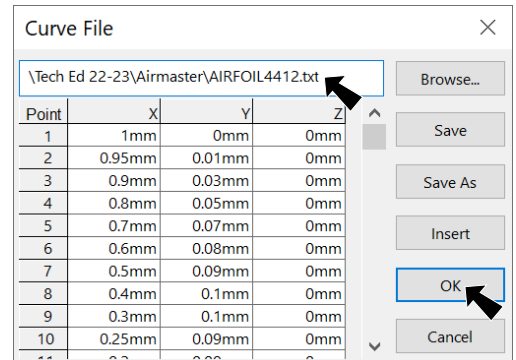 Curve File
\Tech Ed 22-23\Airmaster\AIRFOIL4412.txt
Browse...
Point X Y Z
1 1mm 0mm 0mm
2 0.95mm 0.01mm 0mm
3 0.9mm 0.03mm 0mm
4 0.8mm 0.05mm 0mm
5 0.7mm 0.07mm 0mm
6 0.6mm 0.08mm 0mm
7 0.5mm 0.09mm 0mm
8 0.4mm 0.1mm 0mm
9 0.3mm 0.1mm 0mm
10 0.25mm 0.09mm 0mm
Save
Save As
Insert
OK
Cancel